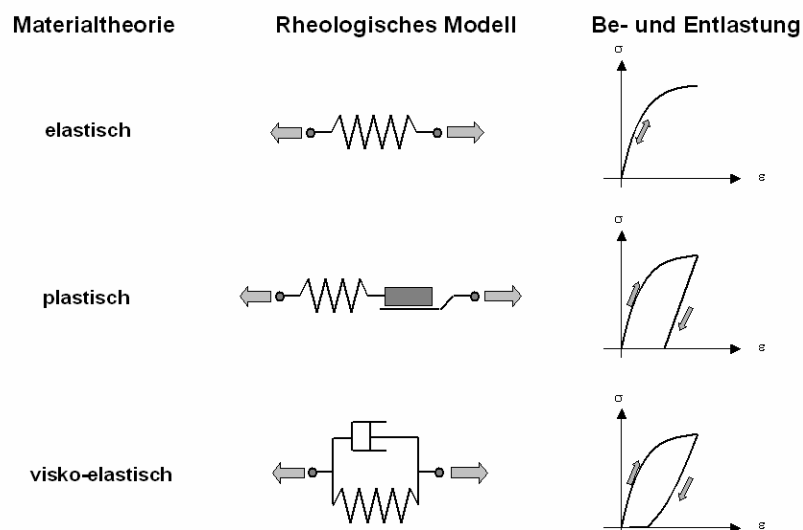 Materialtheorie Rheologisches Modell Be- und Entlastung
σ
elastisch
ε
σ
plastisch
ε
σ
visko-elastisch
ε